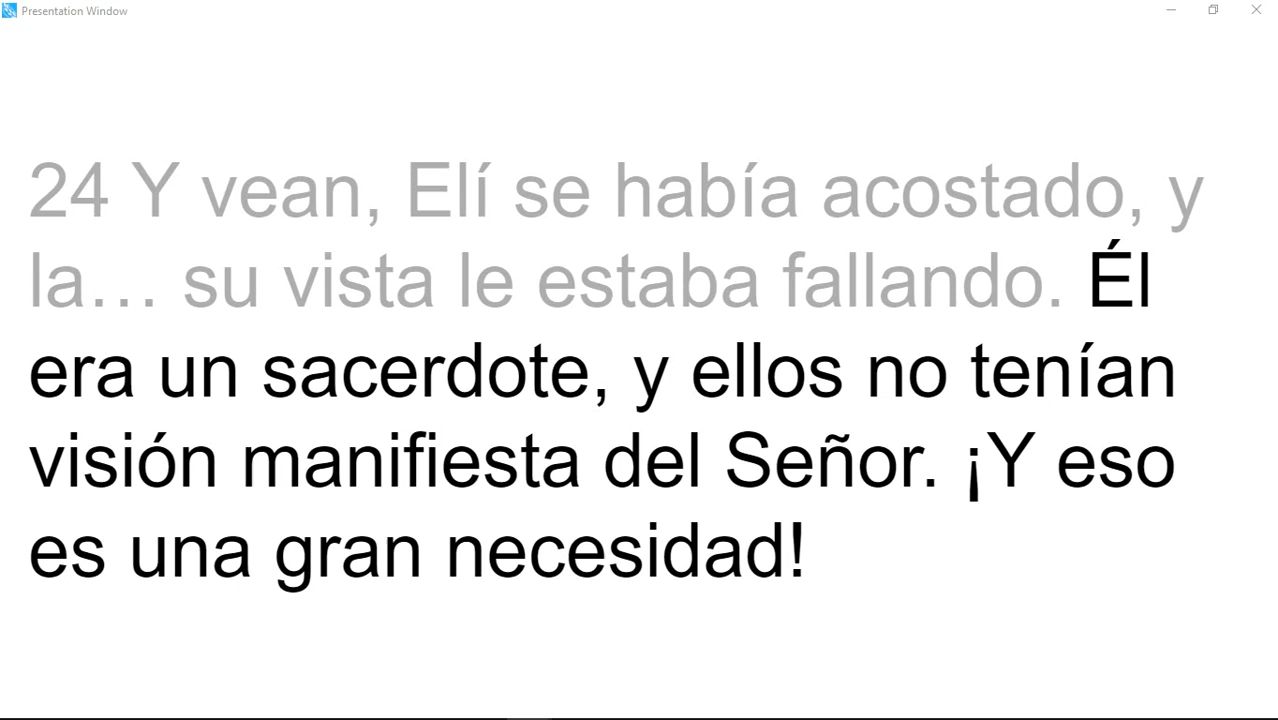 Presentation Window
24 Y vean, Elí se había acostado, y
la… su vista le estaba fallando. Él
era un sacerdote, y ellos no tenían
visión manifiesta del Señor. ¡Y eso
es una gran necesidad!